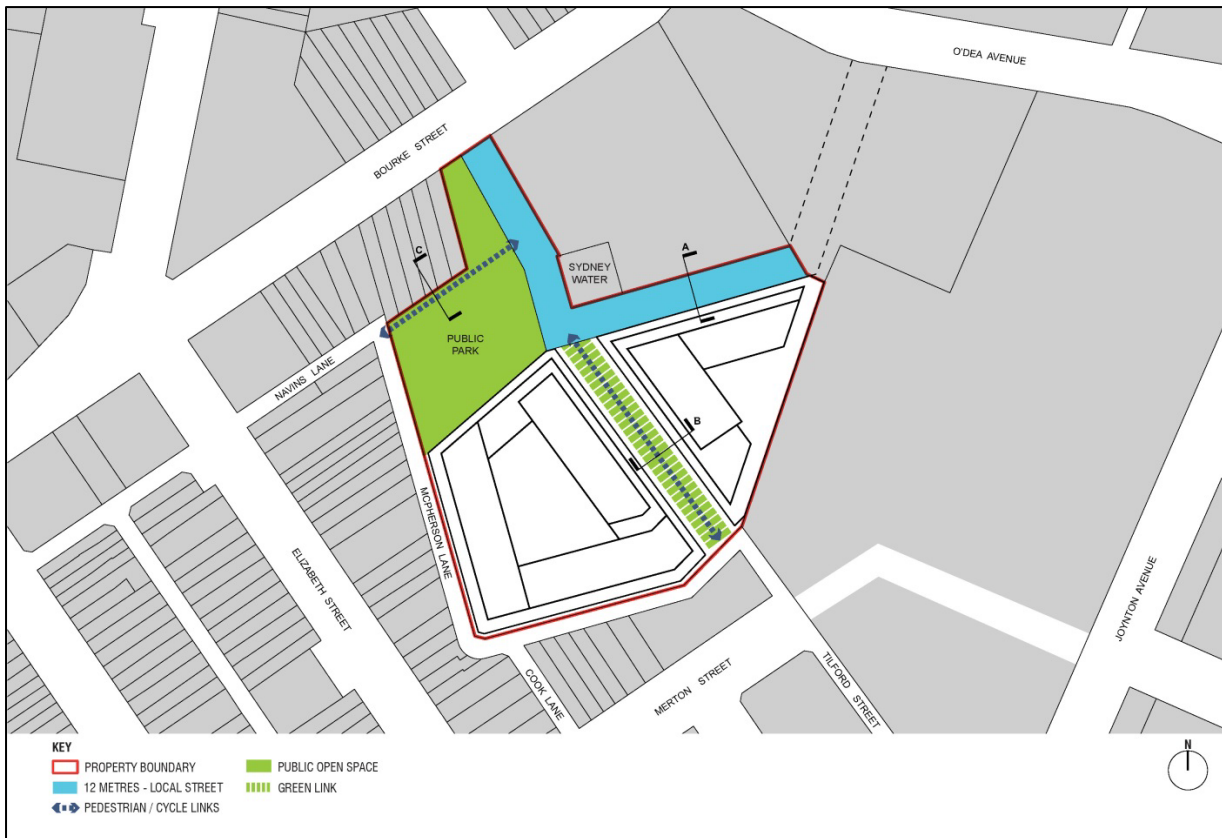 O'DEA AVENUE
BOURKE STREET
C
A
SYDNEY
WATER
PUBLIC
PARK
NAVINS LANE
B
MCPHERSON LANE
ELIZABETH STREET
JOYNTON AVENUE
COOK LANE
MERTON STREET
TILFORD STREET
KEY
PROPERTY BOUNDARY
PUBLIC OPEN SPACE
12 METRES - LOCAL STREET
GREEN LINK
PEDESTRIAN / CYCLE LINKS
N